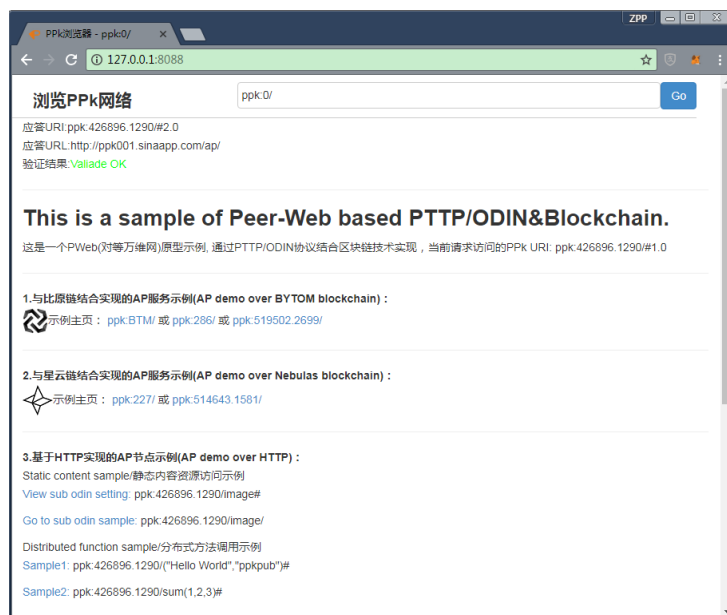 ZPP
PPk浏览器 - ppk:0/
127.0.0.1:8088
浏览PPk网络
ppk:0/
Go
应答URI:ppk:426896.1290/#2.0
应答URL:http://ppk001.sinaapp.com/ap/
验证结果:Valiade OK
This is a sample of Peer-Web based PTTP/ODIN&Blockchain.
这是一个PWeb(对等万维网)原型示例, 通过PTTP/ODIN协议结合区块链技术实现，当前请求访问的PPk URI: ppk:426896.1290/#1.0
1.与比原链结合实现的AP服务示例(AP demo over BYTOM blockchain)：
示例主页： ppk:BTM/ 或 ppk:286/ 或 ppk:519502.2699/
2.与星云链结合实现的AP服务示例(AP demo over Nebulas blockchain)：
示例主页： ppk:227/ 或 ppk:514643.1581/
3.基于HTTP实现的AP节点示例(AP demo over HTTP)：
Static content sample/静态内容资源访问示例
View sub odin setting: ppk:426896.1290/image#
Go to sub odin sample: ppk:426896.1290/image/
Distributed function sample/分布式方法调用示例
Sample1: ppk:426896.1290/("Hello World","ppkpub")#
Sample2: ppk:426896.1290/sum(1,2,3)#